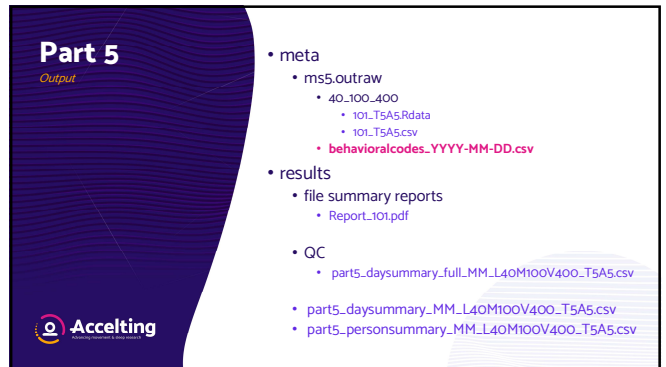 Part 5
Output
• meta
• ms5.outraw
• 40_100_400
• 101_T5A5.Rdata
• 101_T5A5.csv
• behavioralcodes_YYYY-MM-DD.csv
• results
• file summary reports
• Report_101.pdf
• QC
• part5_daysummary_full_MM_L40M100V400_T5A5.csv
• part5_daysummary_MM_L40M100V400_T5A5.csv
• part5_personsummary_MM_L40M100V400_T5A5.csv
Accelting
Advancing movement & sleep research